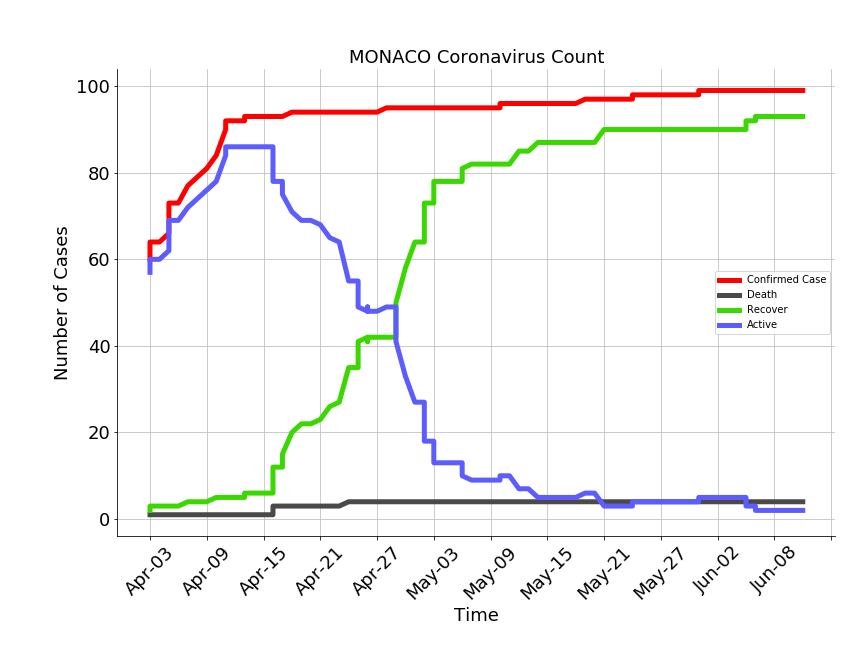 MONACO Coronavirus Count
100
80
60
40
20
0
Number of Cases
Confirmed Case
Death
Recover
Active
Apr-03
Apr-09
Apr-15
Apr-21
Apr-27
May-03
May-09
May-15
May-21
May-27
Jun-02
Jun-08
Time